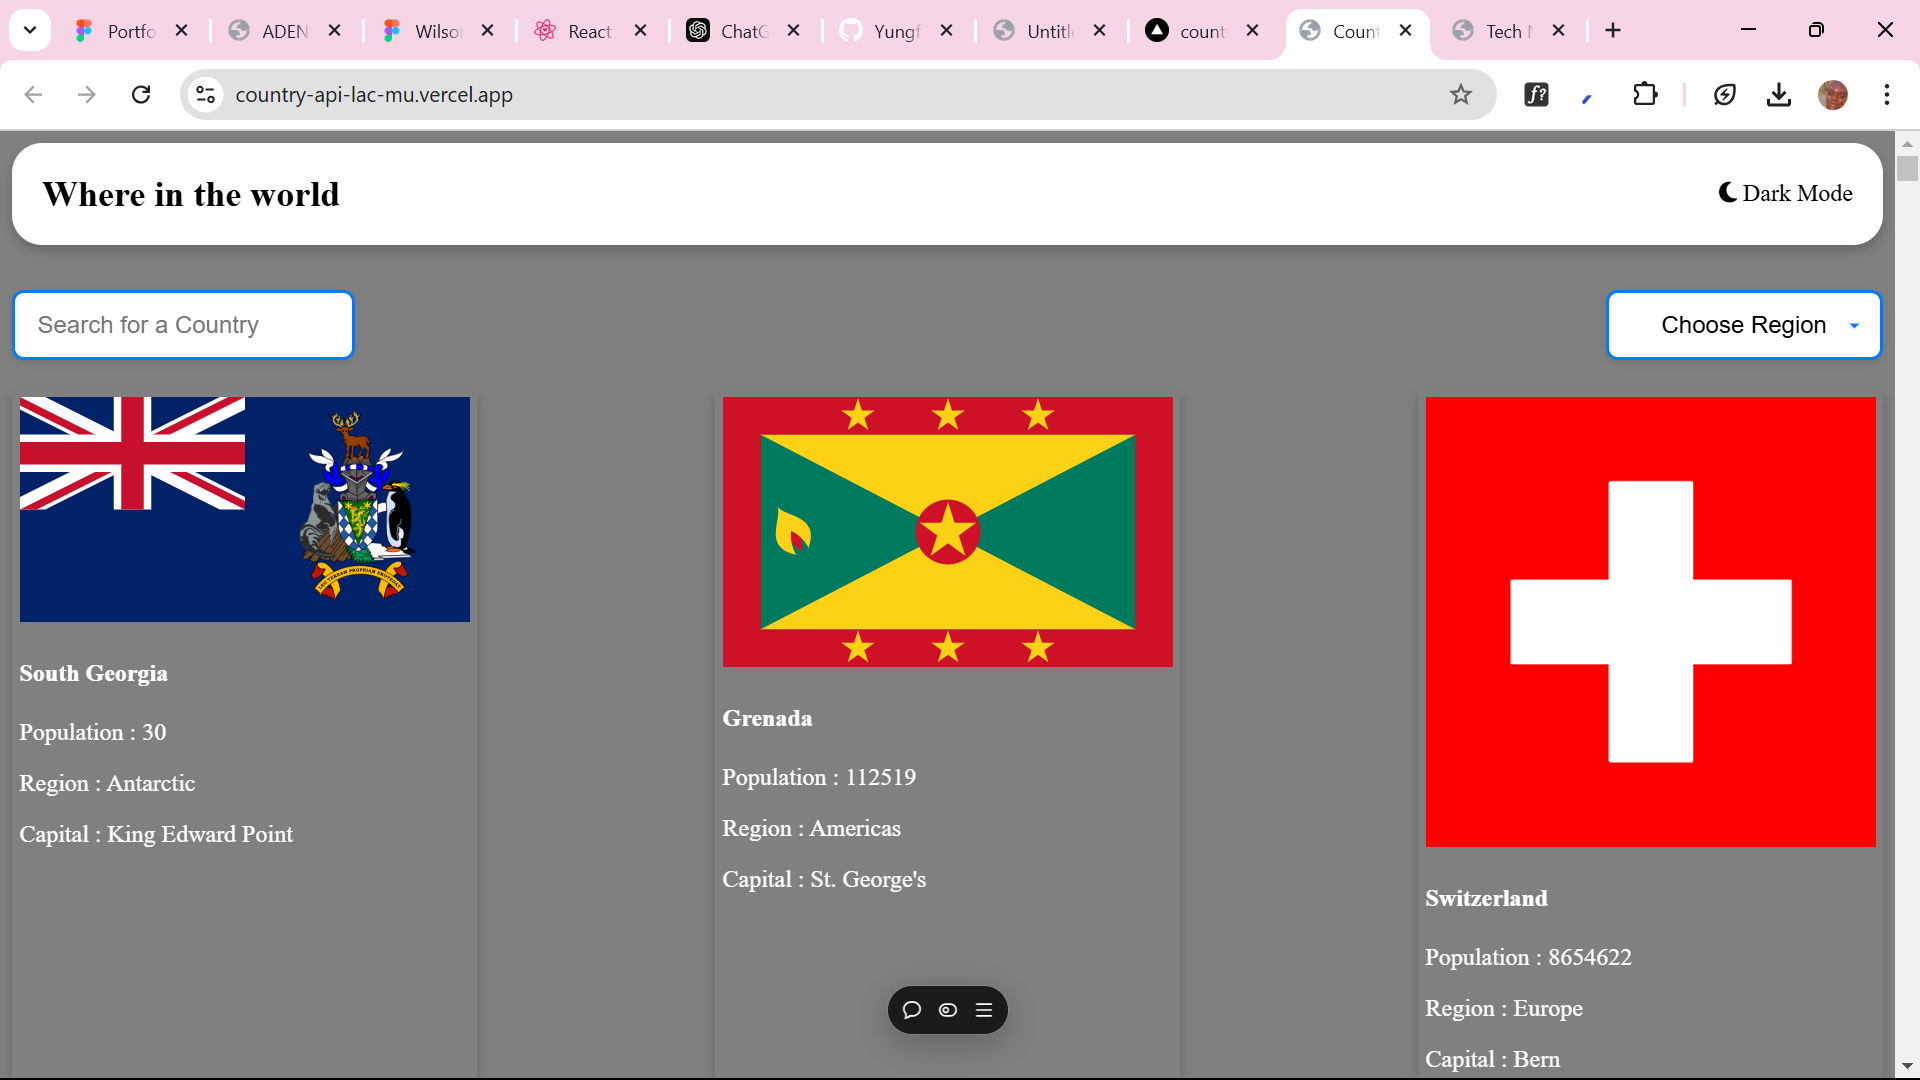 Portfo
ADEN
Wilso
React
ChatG
Yungf
Untitl
count
Count
Tech N
country-api-lac-mu.vercel.app
Where in the world
Dark Mode
Search for a Country
Choose Region
South Georgia
Population : 30
Region : Antarctic
Capital : King Edward Point
Grenada
Population : 112519
Region : Americas
Capital : St. George's
Switzerland
Population : 8654622
Region : Europe
Capital : Bern